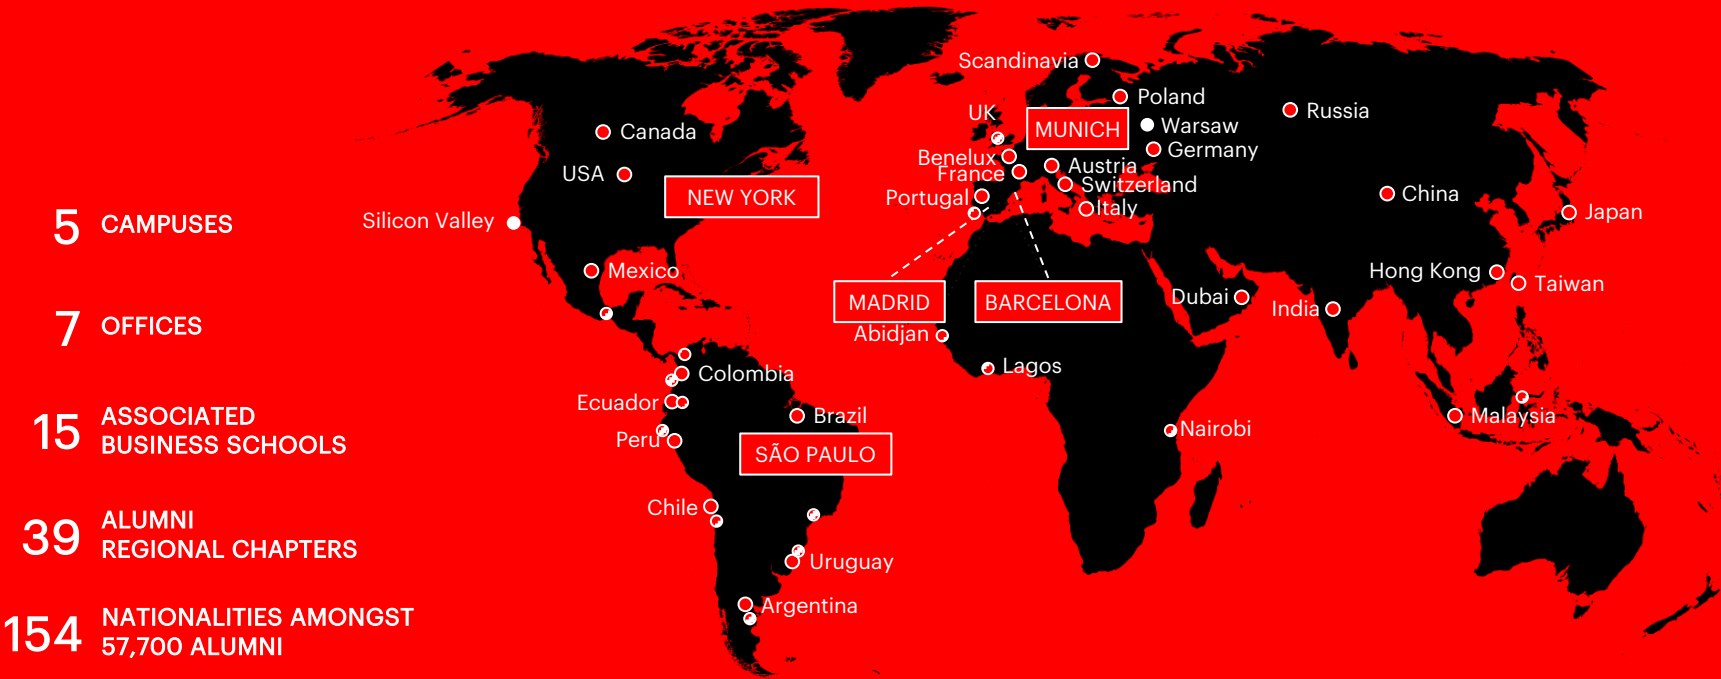 5 CAMPUSES
7 OFFICES
15 ASSOCIATED
BUSINESS SCHOOLS
39 ALUMNI
REGIONAL CHAPTERS
154 NATIONALITIES AMONGST
57,700 ALUMNI
Canada
USA
NEW YORK
Silicon Valley
Mexico
Colombia
Ecuador
Brazil
Peru
SÃO PAULO
Chile
Uruguay
Argentina
Scandinavia
Poland
UK
MUNICH
Warsaw
Germany
Benelux
France
Austria
Switzerland
Portugal
Italy
MADRID
BARCELONA
Abidjan
Lagos
Nairobi
Dubai
India
Russia
China
Japan
Hong Kong
Taiwan
Malaysia